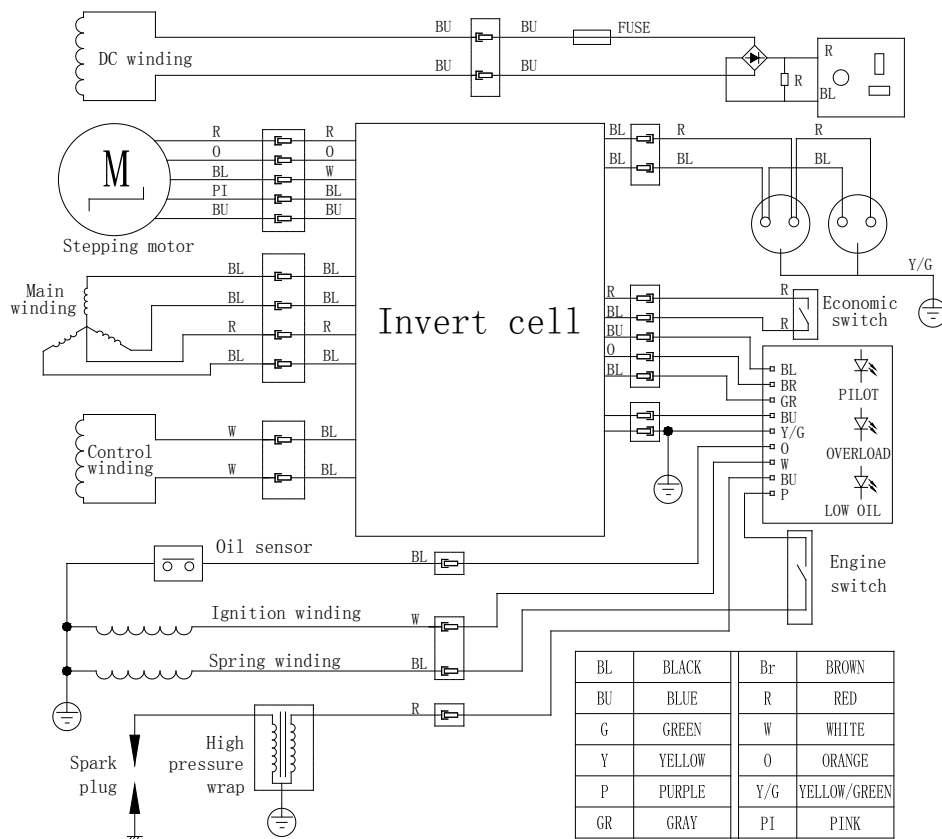 DC winding
BU BU FUSE
BU BU
R
R
BL
M
Stepping motor
R R
O O
BL W
PI BL
BU BU
Main
winding
BL BL
BL BL
R R
BL BL
Control
winding
W BL
W BL
Invert cell
BL R R
BL BL BL
Y/G
R
BL
BU
O
BL
R
R
Economic
switch
BL
BR
GR
BU
Y/G
O
W
BU
P
PILOT
OVERLOAD
LOW OIL
Engine
switch
Oil sensor BL
Ignition winding W
Spring winding BL
R
Spark
plug
High
pressure
wrap
BL BLACK Br BROWN
BU BLUE R RED
G GREEN W WHITE
Y YELLOW O ORANGE
P PURPLE Y/G YELLOW/GREEN
GR GRAY PI PINK